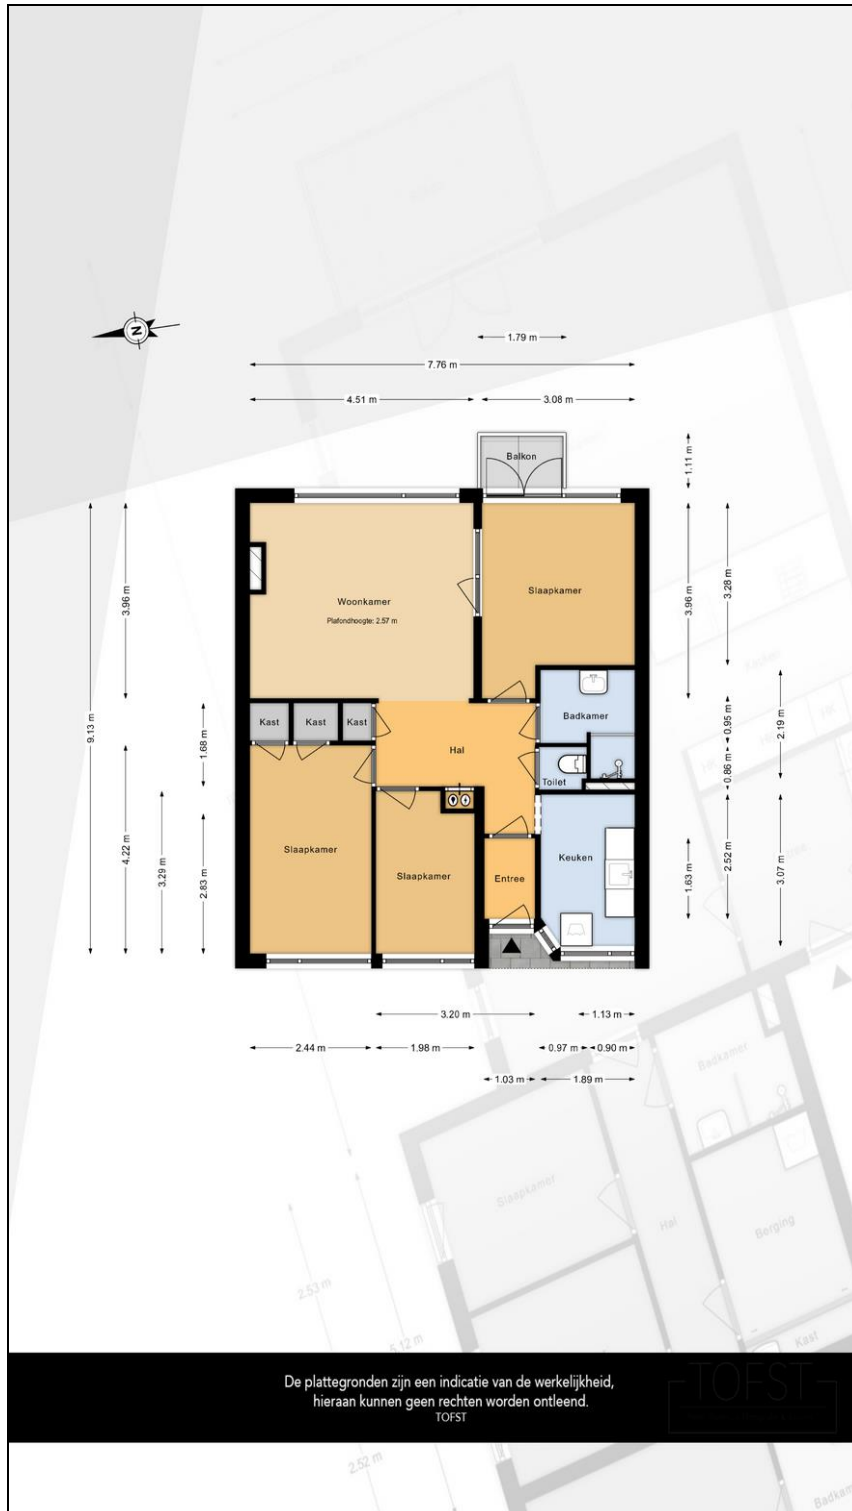 1.79 m
7.76 m
4.51 m
3.08 m
N
Balkon
1.11 m
9.13 m
3.96 m
3.96 m
3.28 m
Woonkamer
Plafondhoogte: 2.57 m
Slaapkamer
Kast
Kast
Kast
Badkamer
Hal
Toilet
1.68 m
0.95 m
0.86 m
2.19 m
4.22 m
3.29 m
2.83 m
Slaapkamer
Slaapkamer
Entree
Keuken
1.63 m
2.52 m
3.07 m
3.20 m
1.13 m
2.44 m
1.98 m
0.97 m
0.90 m
1.03 m
1.89 m
Badkamer
Slaapkamer
Hal
Berging
2.53 m
5.12 m
Kast
De plattegronden zijn een indicatie van de werkelijkheid,
hieraan kunnen geen rechten worden ontleend.
TOFST
TOFST
2.52 m